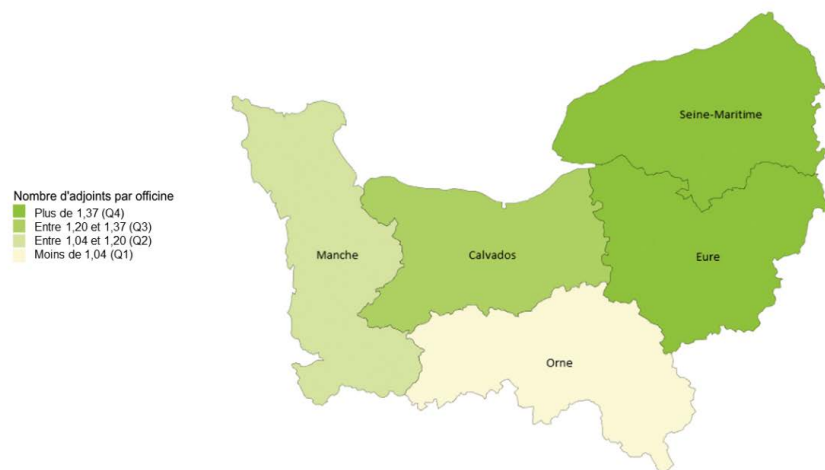 Seine-Maritime
Nombre d'adjoints par officine
Plus de 1,37 (Q4)
Entre 1,20 et 1,37 (Q3)
Entre 1,04 et 1,20 (Q2)
Moins de 1,04 (Q1)
Manche
Calvados
Eure
Orne